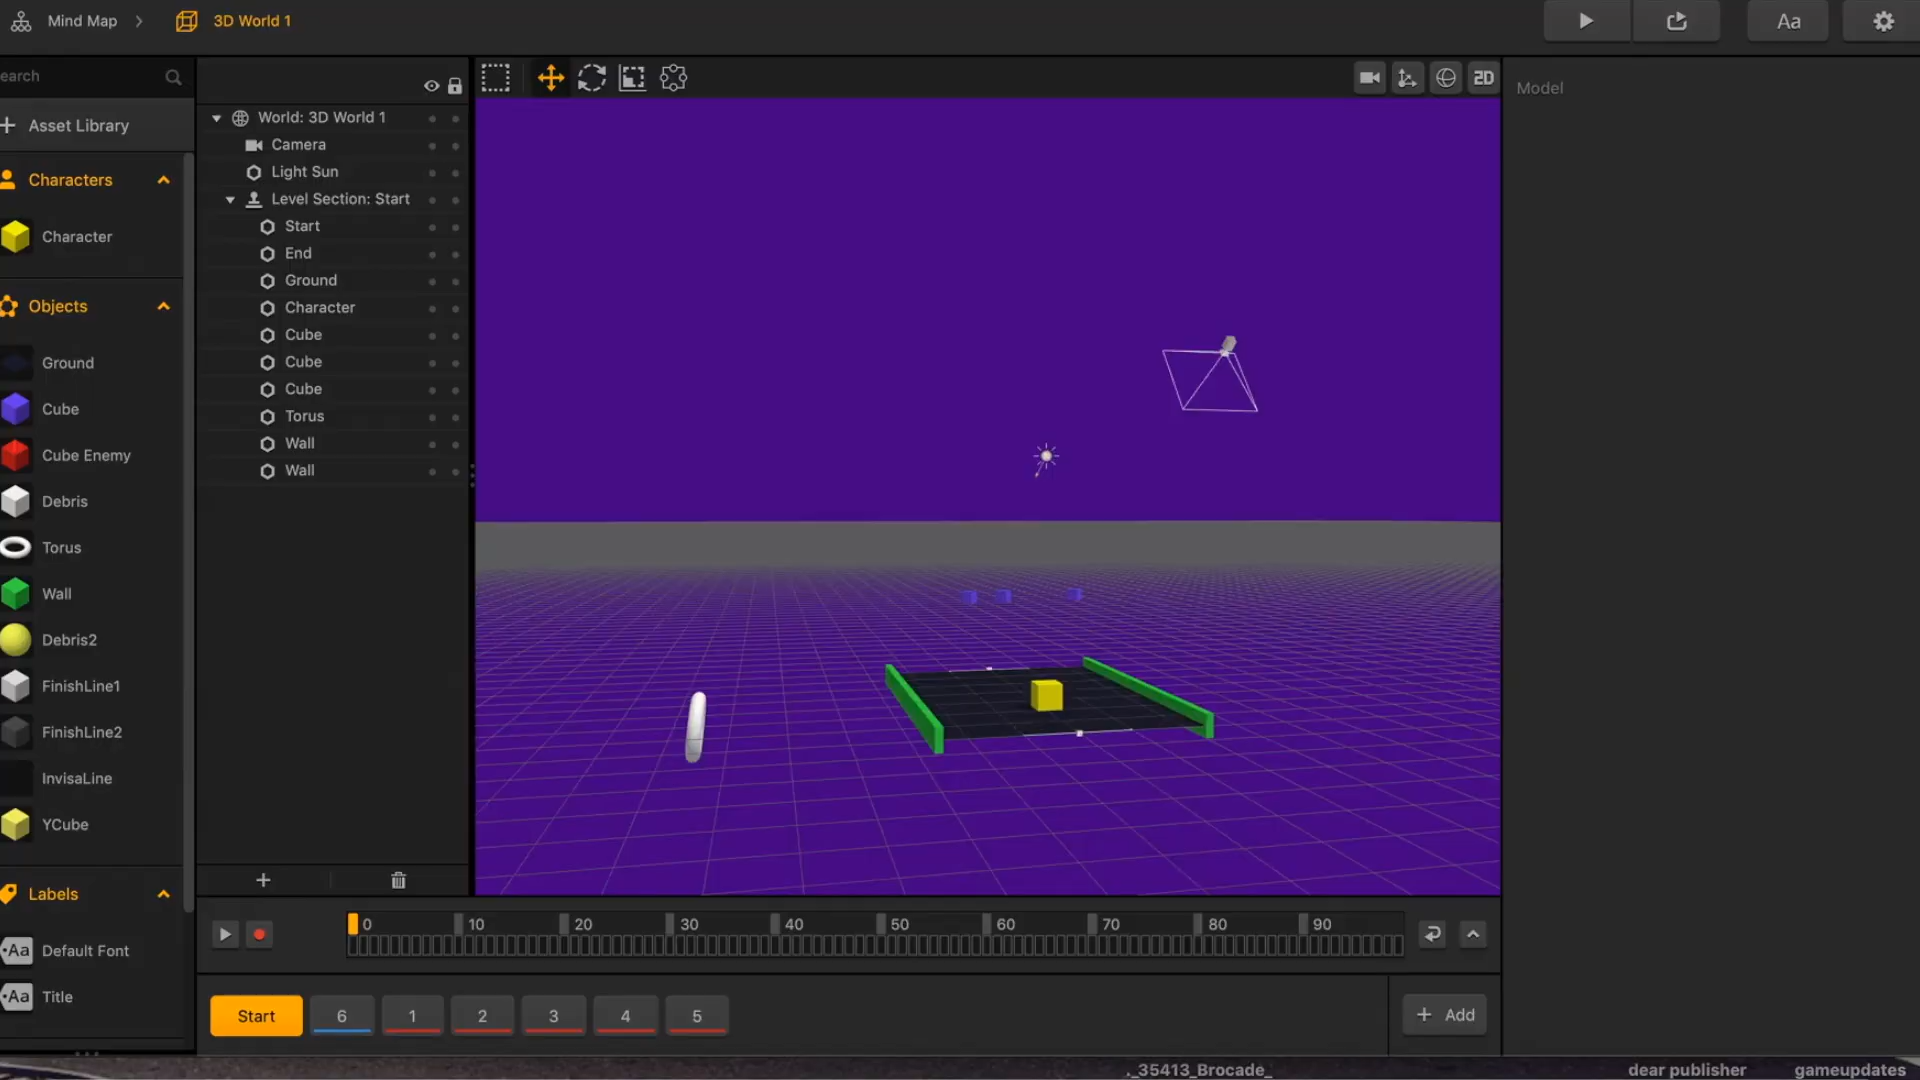 Mind Map
3D World 1
Aa
earch
Asset Library
Characters
Character
Objects
Ground
Cube
Cube Enemy
Debris
Torus
Wall
Debris2
FinishLine1
FinishLine2
InvisaLine
YCube
Labels
Aa Default Font
Aa Title
World: 3D World 1
Camera
Light Sun
Level Section: Start
Start
End
Ground
Character
Cube
Cube
Cube
Torus
Wall
Wall
2D
Model
0 10 20 30 40 50 60 70 80 90
Start 6 1 2 3 4 5
Add
._35413_Brocade_
dear publisher
gameupdates